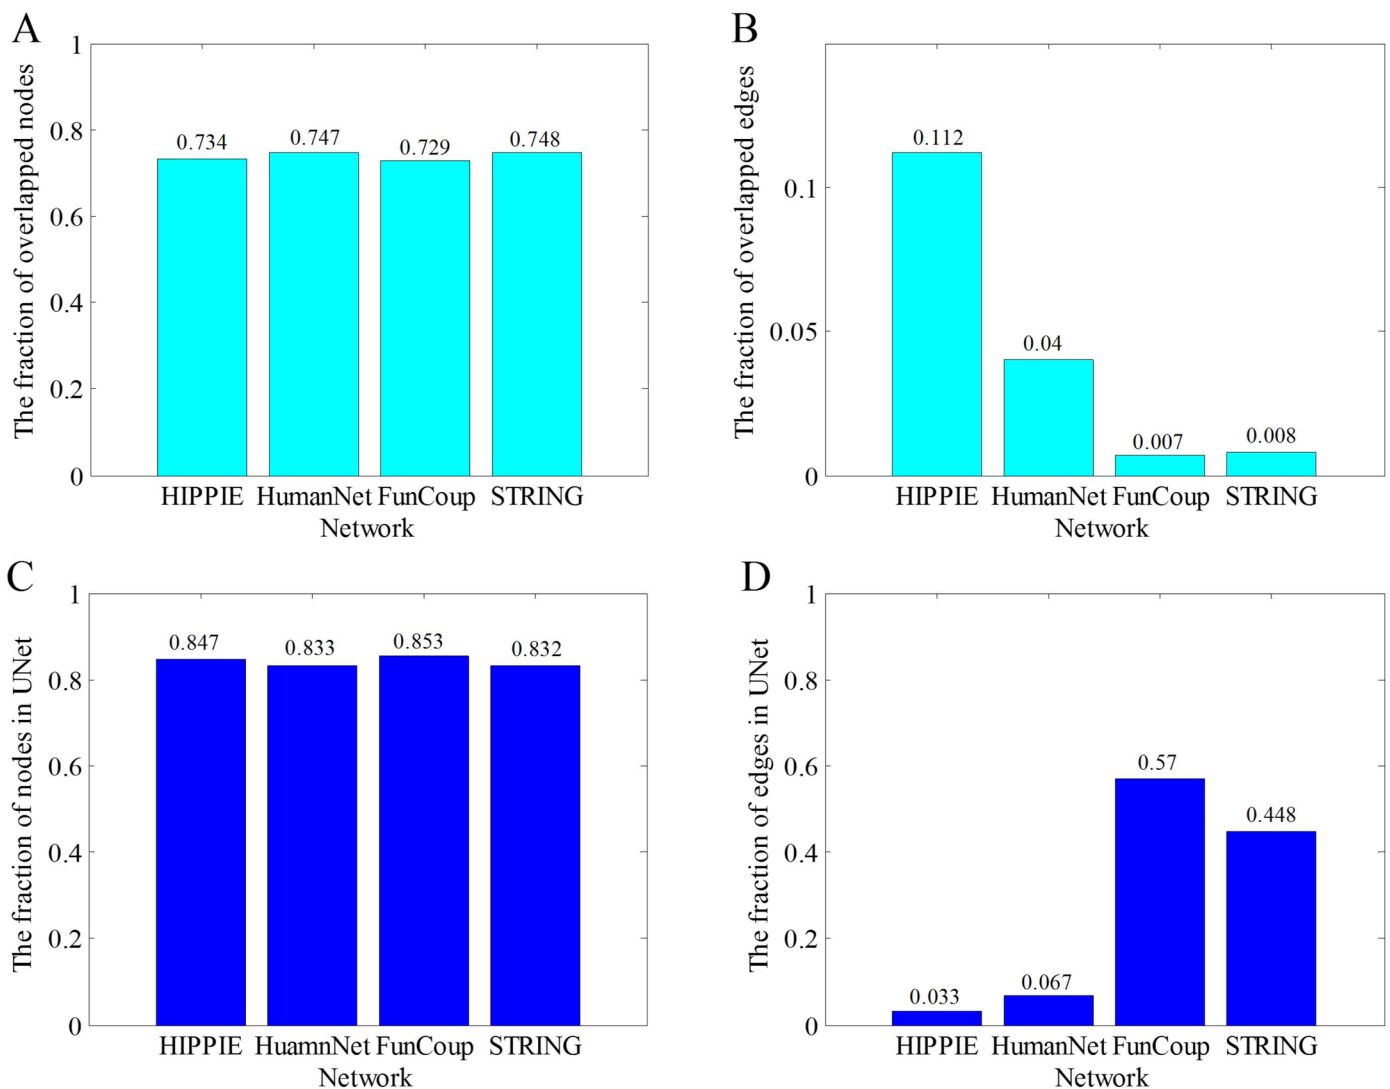 A
The fraction of overlapped nodes
1
0.8
0.6
0.4
0.2
0
0.734
0.747
0.729
0.748
HIPPIE HumanNet FunCoup STRING
Network
B
The fraction of overlapped edges
0.1
0.05
0
0.112
0.04
0.007
0.008
HIPPIE HumanNet FunCoup STRING
Network
C
The fraction of nodes in UNet
1
0.8
0.6
0.4
0.2
0
0.847
0.833
0.853
0.832
HIPPIE HuamnNet FunCoup STRING
Network
D
The fraction of edges in UNet
1
0.8
0.6
0.4
0.2
0
0.033
0.067
0.57
0.448
HIPPIE HumanNet FunCoup STRING
Network